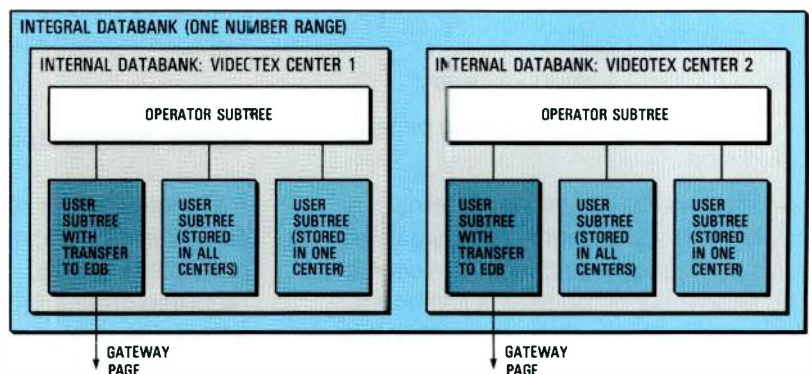 INTEGRAL DATABANK (ONE NUMBER RANGE)
INTERNAL DATABANK: VIDEOTEX CENTER 1
OPERATOR SUBTREE
USER
SUBTREE
WITH
TRANSFER
TO EDB
USER
SUBTREE
(STORED
IN ALL
CENTERS)
USER
SUBTREE
(STORED
IN ONE
CENTER)
GATEWAY
PAGE
INTERNAL DATABANK: VIDEOTEX CENTER 2
OPERATOR SUBTREE
USER
SUBTREE
WITH
TRANSFER
TO EDB
USER
SUBTREE
(STORED
IN ALL
CENTERS)
USER
SUBTREE
(STORED
IN ONE
CENTER)
GATEWAY
PAGE